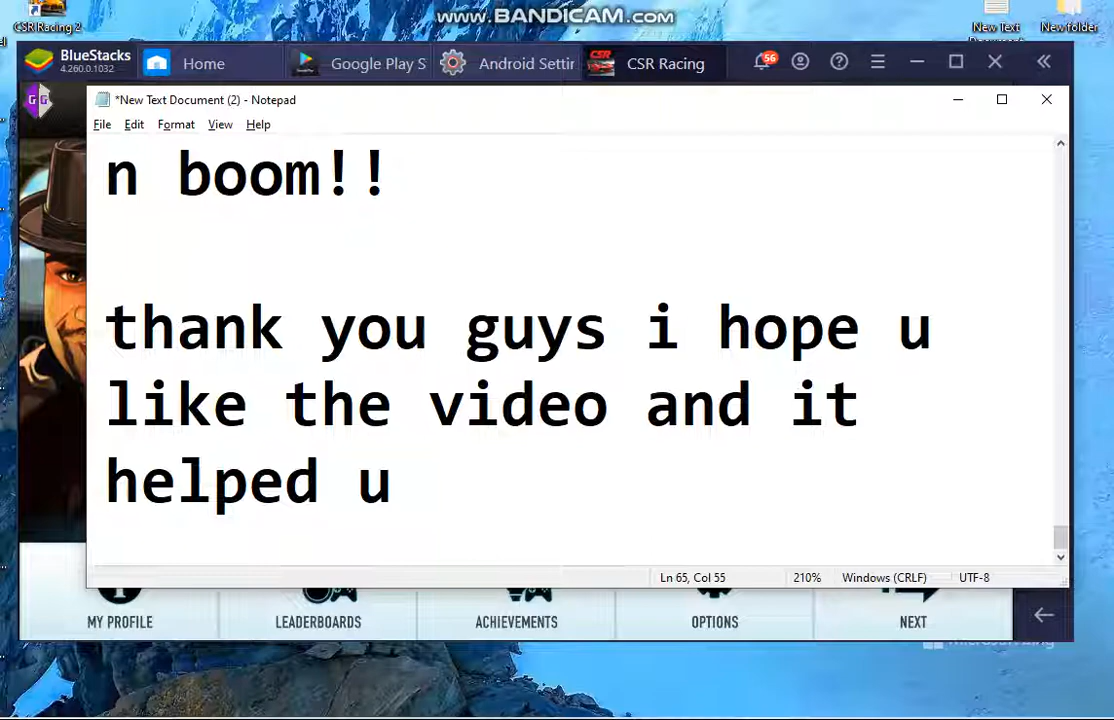 www.BANDICAM.com
CSR Racing 2
New Text
New folder
BlueStacks
4.260.0.1032
Home
Google Play S
Android Settir
CSR Racing
56
*New Text Document (2) - Notepad
File Edit Format View Help
n boom!!
thank you guys i hope u
like the video and it
helped u
Ln 65, Col 55
210%
Windows (CRLF)
UTF-8
MY PROFILE
LEADERBOARDS
ACHIEVEMENTS
OPTIONS
NEXT